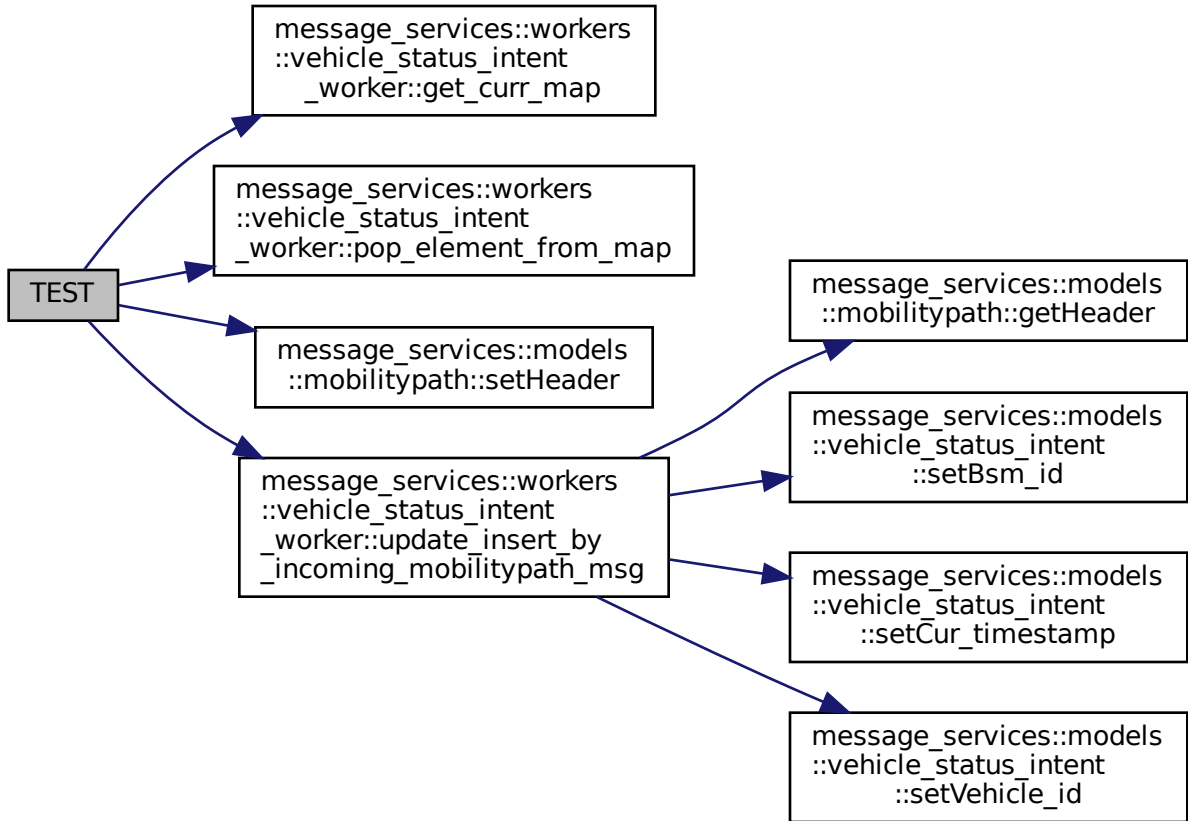 message_services::workers
::vehicle_status_intent
_worker::get_curr_map
message_services::workers
::vehicle_status_intent
_worker::pop_element_from_map
TEST
message_services::models
::mobilitypath::setHeader
message_services::workers
::vehicle_status_intent
_worker::update_insert_by
_incoming_mobilitypath_msg
message_services::models
::mobilitypath::getHeader
message_services::models
::vehicle_status_intent
::setBsm_id
message_services::models
::vehicle_status_intent
::setCur_timestamp
message_services::models
::vehicle_status_intent
::setVehicle_id